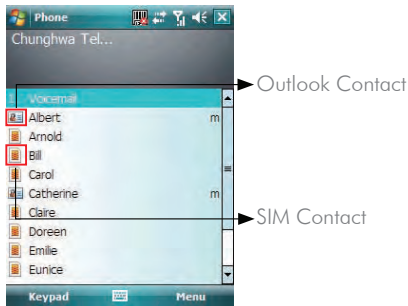 Phone
Chunghwa Tel...
1 Voicemail
Albert m
Arnold
Bill
Carol
Catherine m
Claire
Doreen
Emilie
Eunice
Keypad Menu
Outlook Contact
SIM Contact